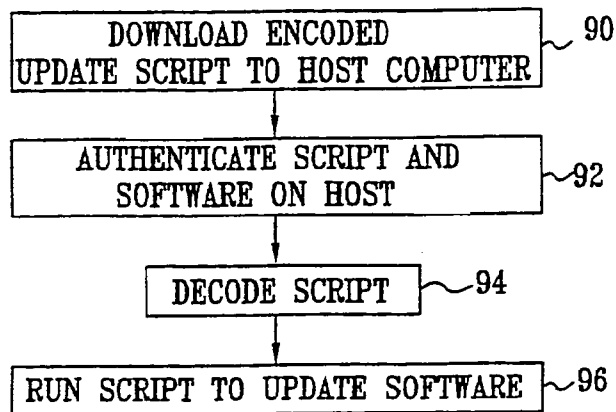 DOWNLOAD ENCODED
UPDATE SCRIPT TO HOST COMPUTER
90
AUTHENTICATE SCRIPT AND
SOFTWARE ON HOST
92
DECODE SCRIPT
94
RUN SCRIPT TO UPDATE SOFTWARE
96